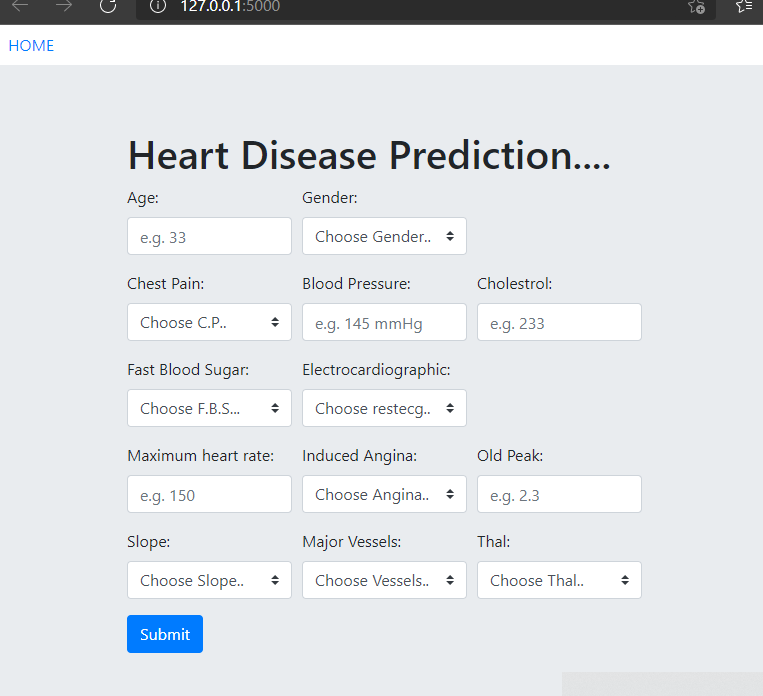 127.0.0.1:5000
HOME
Heart Disease Prediction....
Age: Gender:
e.g. 33 Choose Gender..
Chest Pain: Blood Pressure: Cholestrol:
Choose C.P.. e.g. 145 mmHg e.g. 233
Fast Blood Sugar: Electrocardiographic:
Choose F.B.S... Choose restecg..
Maximum heart rate: Induced Angina: Old Peak:
e.g. 150 Choose Angina.. e.g. 2.3
Slope: Major Vessels: Thal:
Choose Slope.. Choose Vessels.. Choose Thal..
Submit